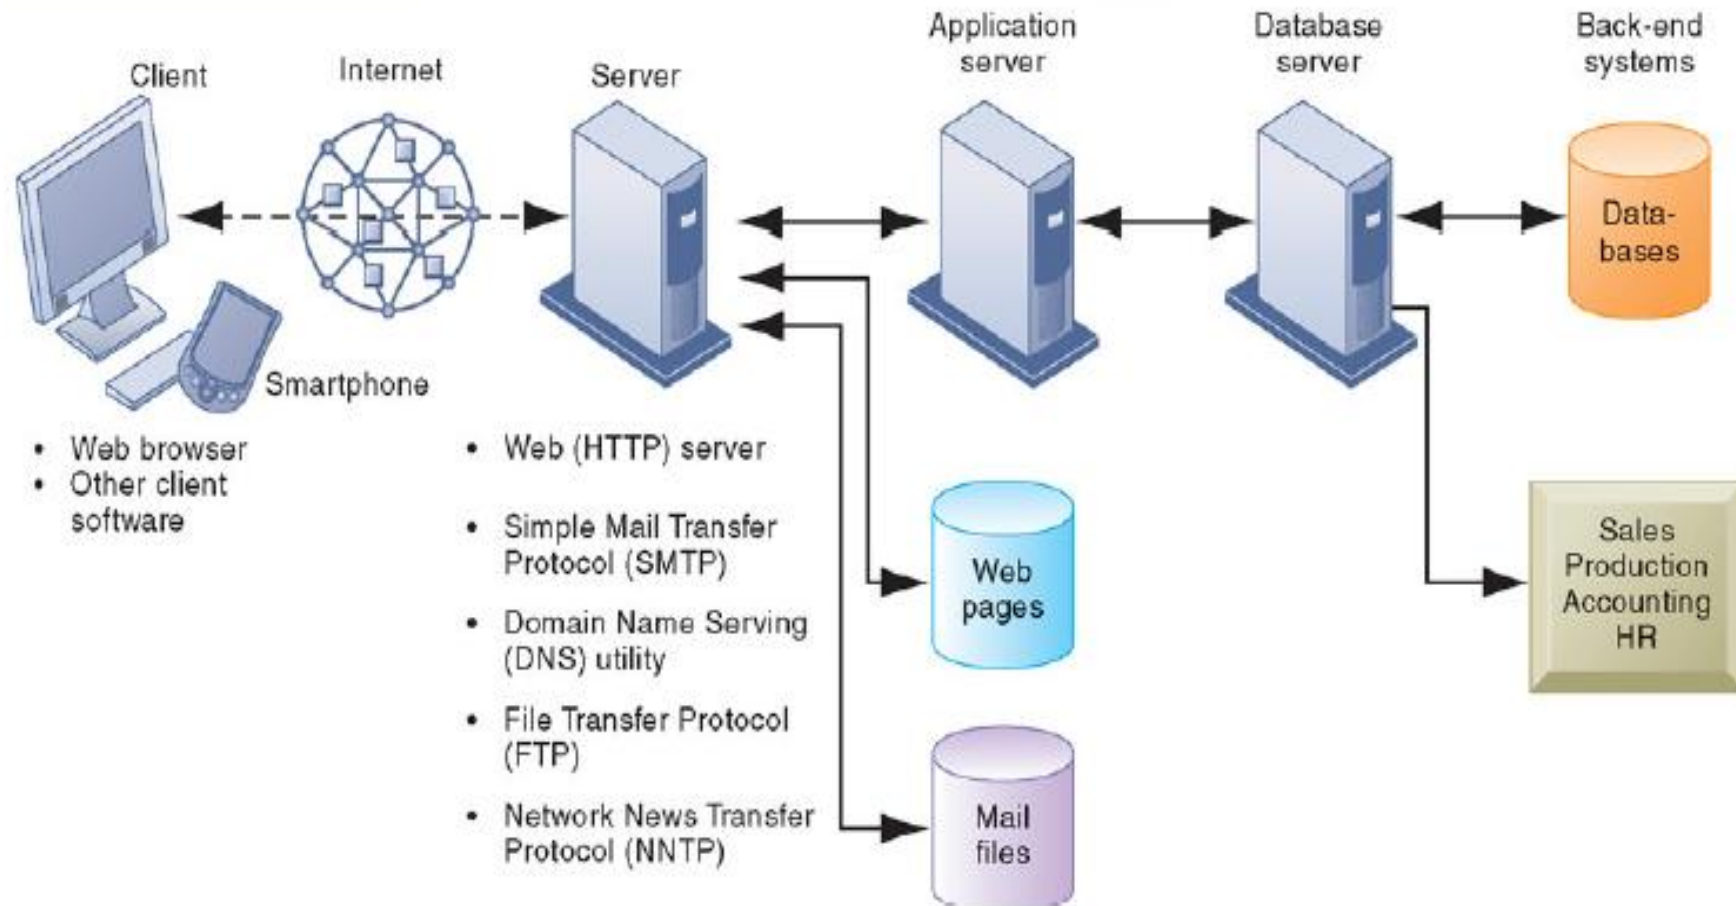 Client
Internet
Server
Application
server
Database
server
Back-end
systems
Data-
bases
Smartphone
• Web browser
• Other client
software
• Web (HTTP) server
• Simple Mail Transfer
Protocol (SMTP)
• Domain Name Serving
(DNS) utility
• File Transfer Protocol
(FTP)
• Network News Transfer
Protocol (NNTP)
Web
pages
Mail
files
Sales
Production
Accounting
HR